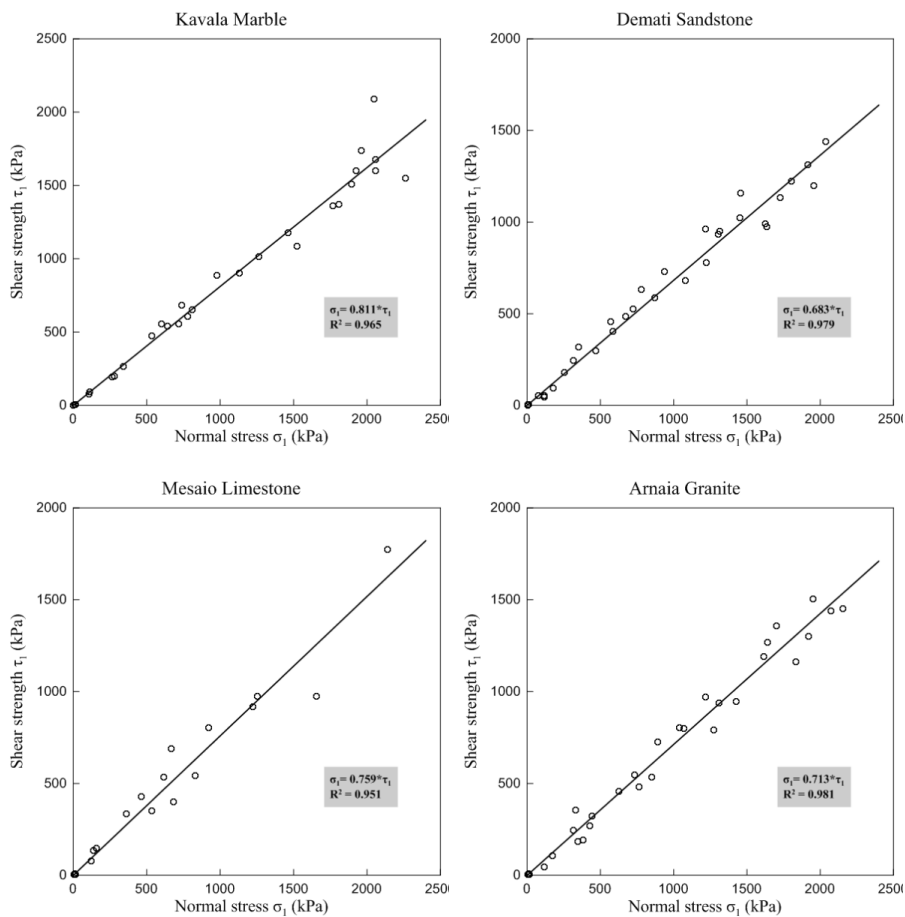 Kavala Marble
2500
2000
1500
1000
500
0
Shear strength τ₁ (kPa)
σ₁= 0.811*τ₁
R² = 0.965
0 500 1000 1500 2000 250
Normal stress σ₁ (kPa)
Demati Sandstone
2000
1500
1000
500
0
Shear strength τ₁ (kPa)
σ₁= 0.683*τ₁
R² = 0.979
0 500 1000 1500 2000 2500
Normal stress σ₁ (kPa)
Mesaio Limestone
2000
1500
1000
500
0
Shear strength τ₁ (kPa)
σ₁= 0.759*τ₁
R² = 0.951
0 500 1000 1500 2000 250
Normal stress σ₁ (kPa)
Arnaia Granite
2000
1500
1000
500
0
Shear strength τ₁ (kPa)
σ₁= 0.713*τ₁
R² = 0.981
0 500 1000 1500 2000 2500
Normal stress σ₁ (kPa)